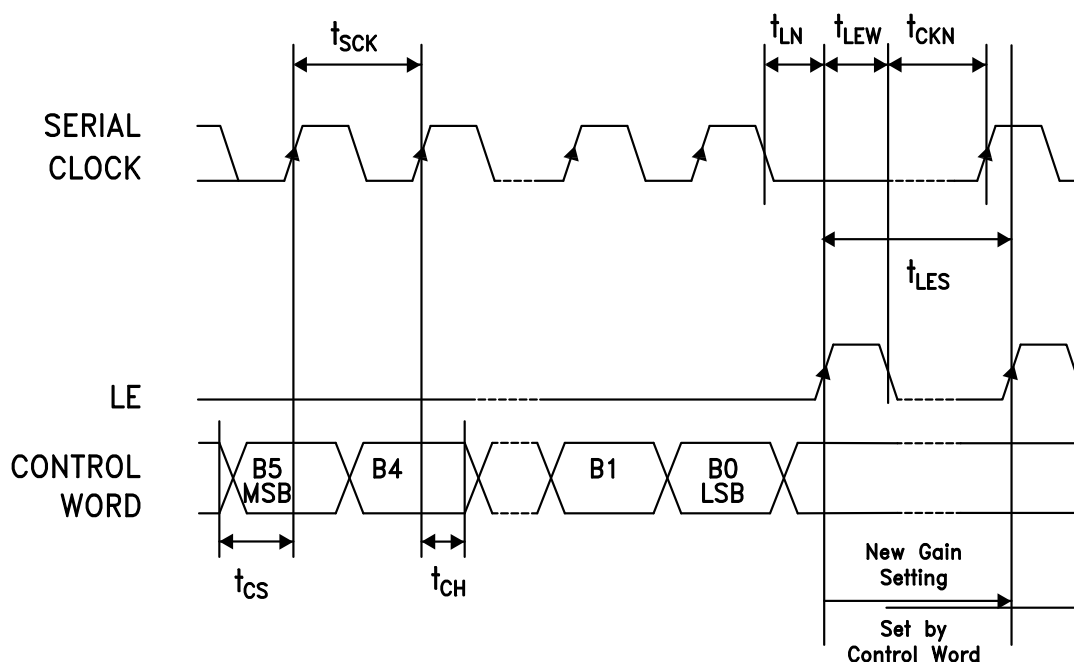 tSCK
tLN
tLEW
tCKN
SERIAL
CLOCK
tLES
LE
CONTROL
WORD
B5
MSB
B4
B1
B0
LSB
tCS
tCH
New Gain
Setting
Set by
Control Word